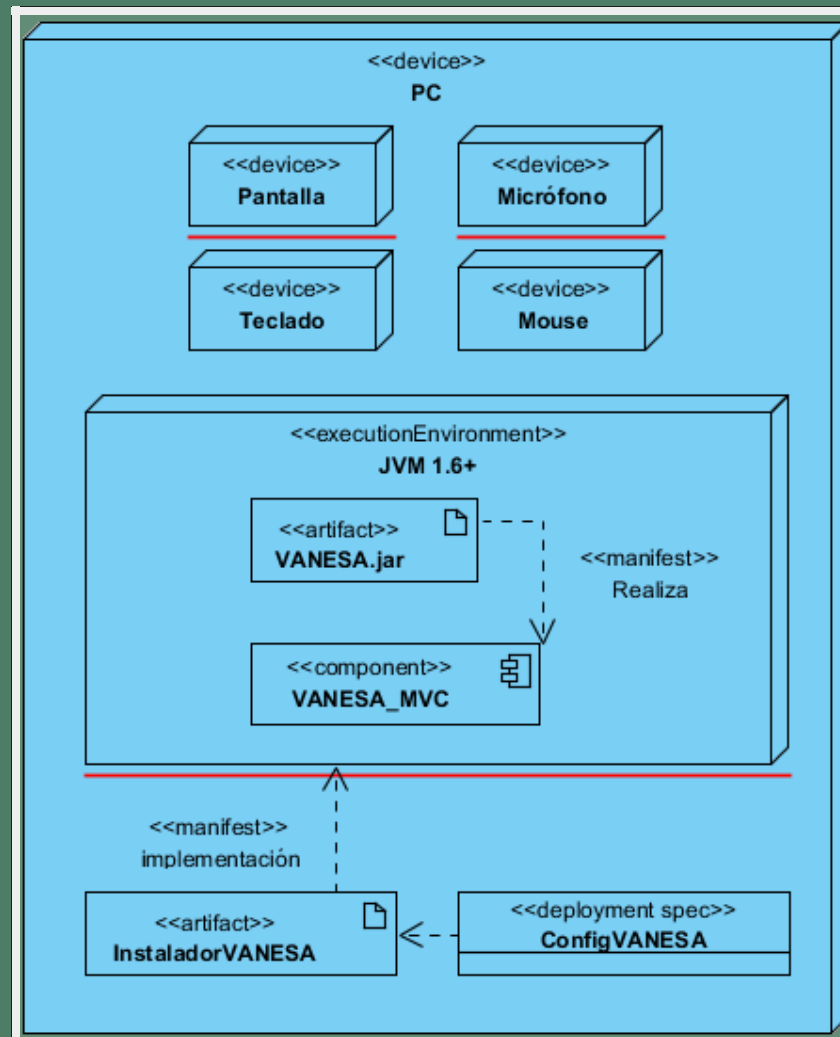 <<device>>
PC
<<device>>
Pantalla
<<device>>
Micrófono
<<device>>
Teclado
<<device>>
Mouse
<<executionEnvironment>>
JVM 1.6+
<<artifact>>
VANESA.jar
<<manifest>>
Realiza
<<component>>
VANESA_MVC
<<manifest>>
implementación
<<artifact>>
InstaladorVANESA
<<deployment spec>>
ConfigVANESA